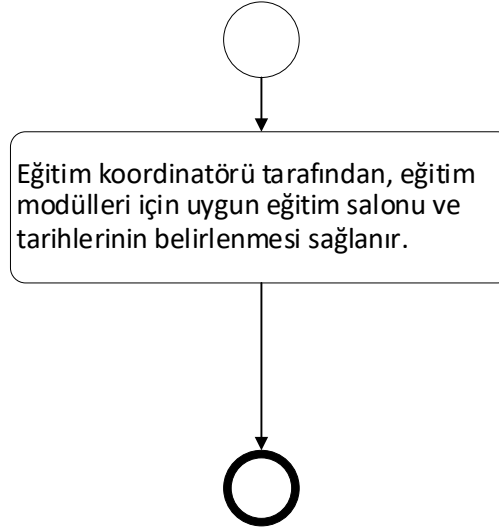 Eğitim koordinatörü tarafından, eğitim
modülleri için uygun eğitim salonu ve
tarihlerinin belirlenmesi sağlanır.